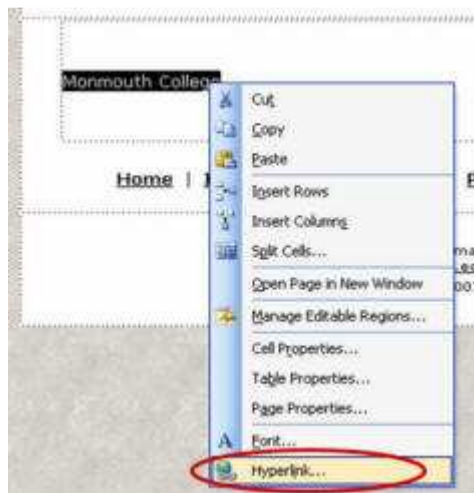 Monmouth College
Cut
Copy
Paste
Home |
Insert Rows
Insert Columns
Split Cells...
Open Page in New Window
Manage Editable Regions...
Cell Properties...
Table Properties...
Page Properties...
Font...
Hyperlink...